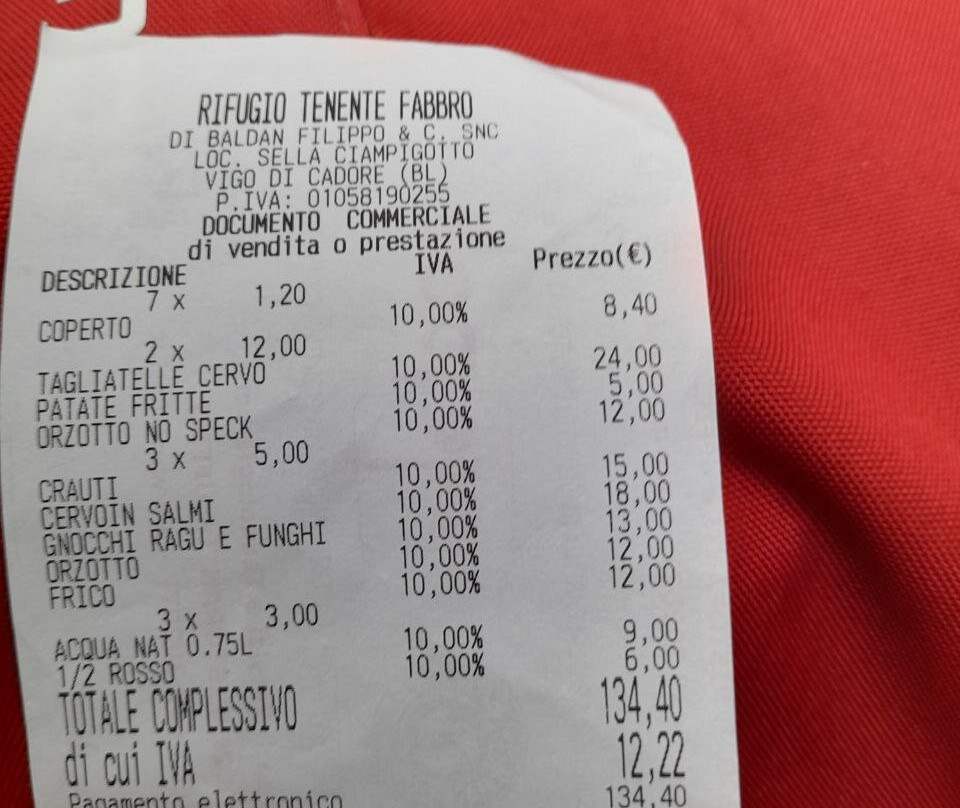 RIFUGIO TENENTE FABBRO
DI BALDAN FILIPPO & C. SNC
LOC. SELLA CIAMPIGOTTO
VIGO DI CADORE (BL)
P.IVA: 01058190255
DOCUMENTO COMMERCIALE
di vendita o prestazione
DESCRIZIONE IVA Prezzo(€)
7 x 1,20
COPERTO 10,00% 8,40
2 x 12,00
TAGLIATELLE CERVO 10,00% 24,00
PATATE FRITTE 10,00% 5,00
ORZOTTO NO SPECK 10,00% 12,00
3 x 5,00
CRAUTI 10,00% 15,00
CERVOIN SALMI 10,00% 18,00
GNOCCHI RAGU E FUNGHI 10,00% 13,00
ORZOTTO 10,00% 12,00
FRICO 10,00% 12,00
3 x 3,00
ACQUA NAT 0.75L 10,00% 9,00
1/2 ROSSO 10,00% 6,00
TOTALE COMPLESSIVO 134,40
di cui IVA 12,22
Pagamento elettronico 134,40